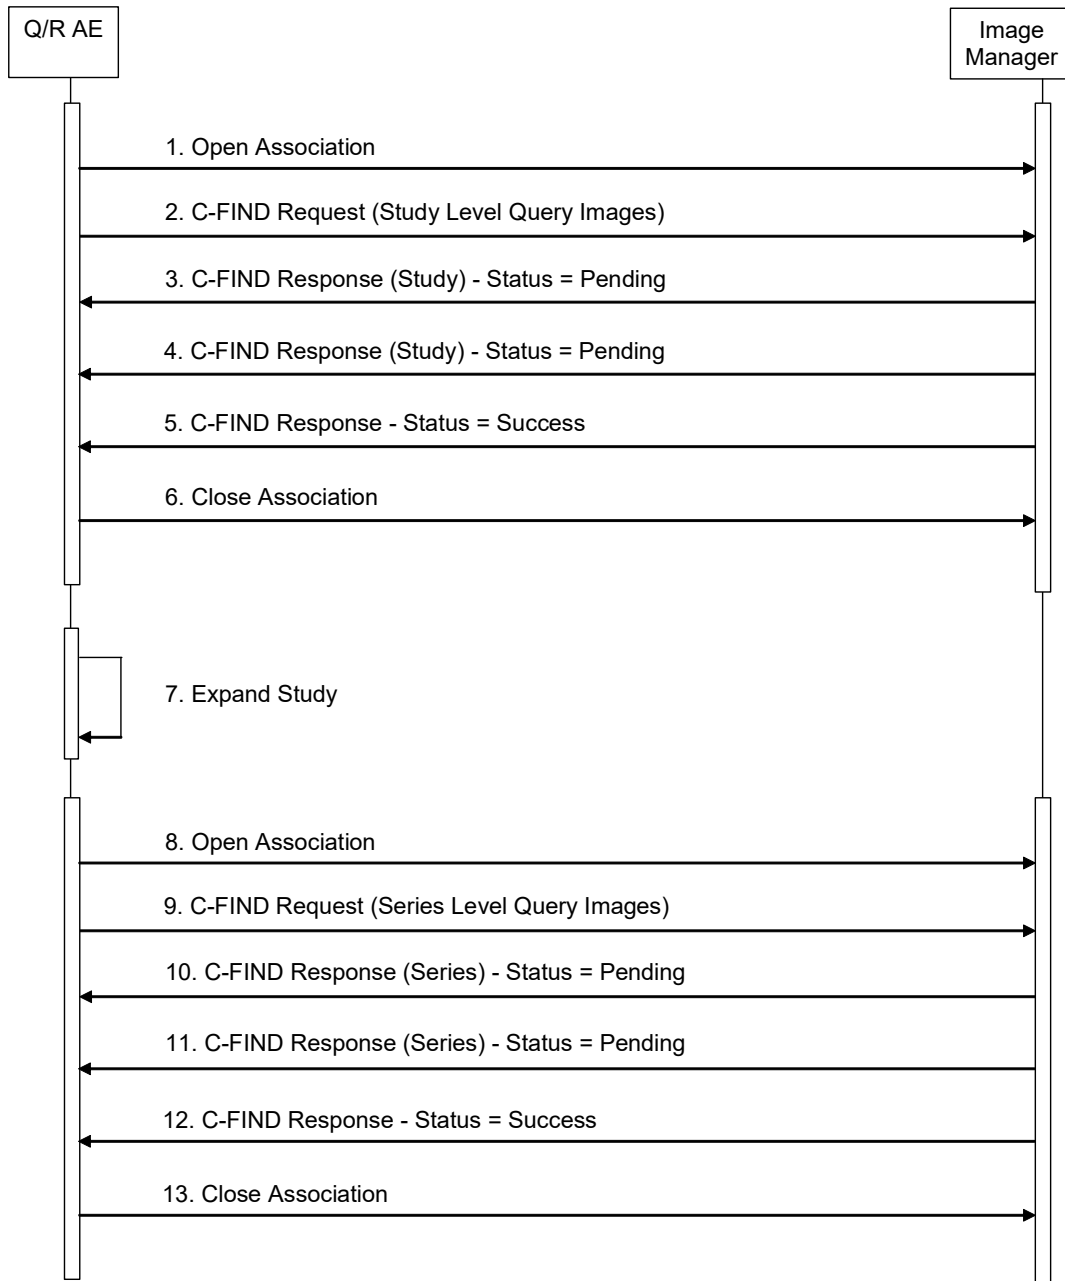 Q/R AE
Image
Manager
1. Open Association
2. C-FIND Request (Study Level Query Images)
3. C-FIND Response (Study) - Status = Pending
4. C-FIND Response (Study) - Status = Pending
5. C-FIND Response - Status = Success
6. Close Association
7. Expand Study
8. Open Association
9. C-FIND Request (Series Level Query Images)
10. C-FIND Response (Series) - Status = Pending
11. C-FIND Response (Series) - Status = Pending
12. C-FIND Response - Status = Success
13. Close Association